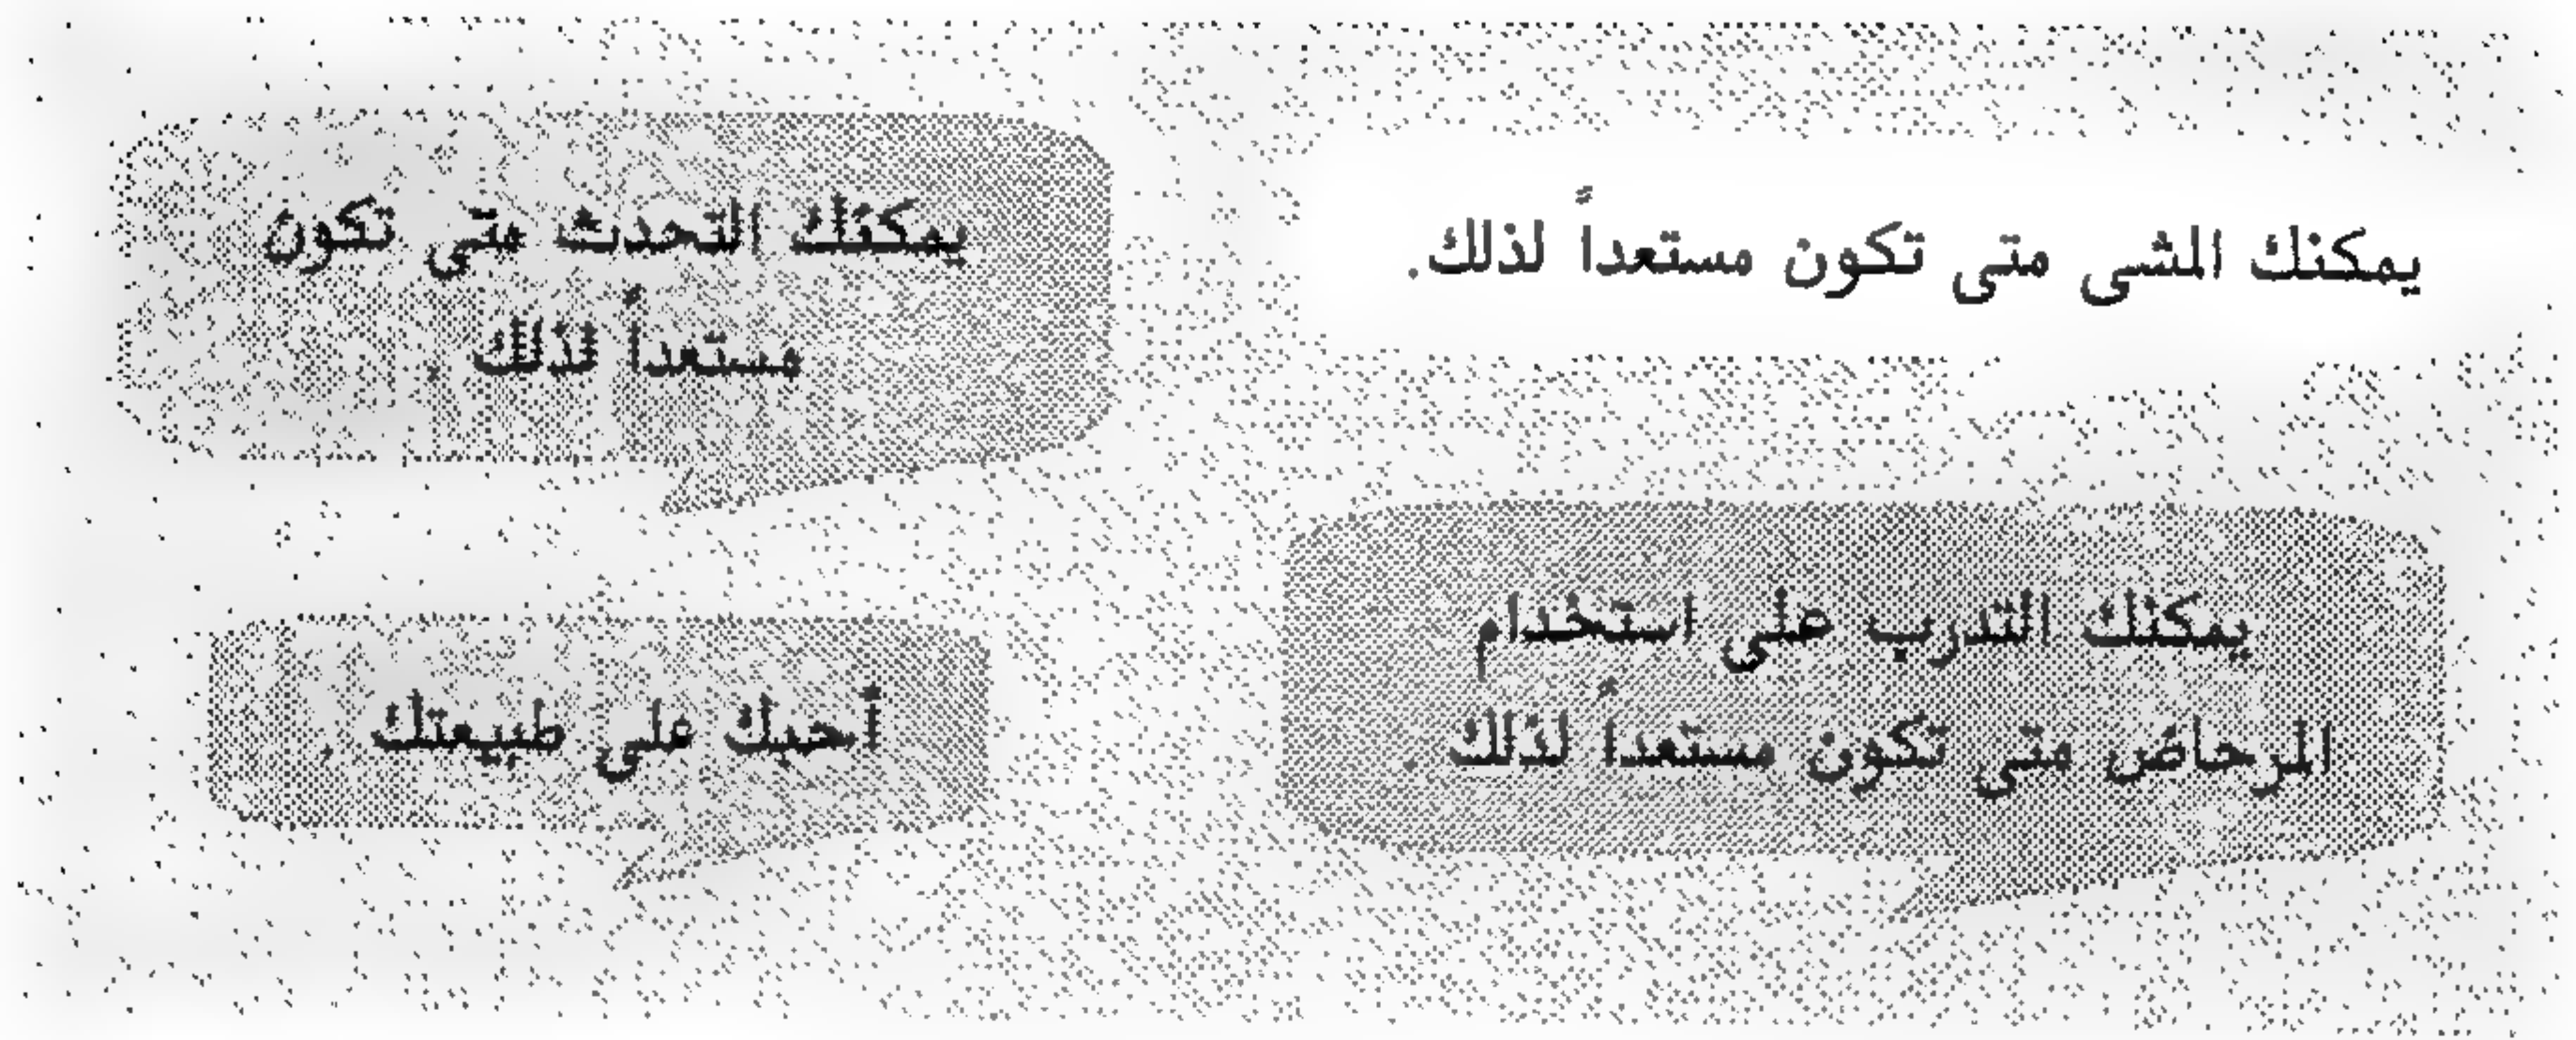 يمكنك المشى متى تكون مستعداً لذلك.
يمكنك التحدث متى تكون
مستعداً لذلك .
يمكنك التدرب على استخدام
المرحاض متى تكون مستعداً لذلك .
أحبك على طبيعتك .